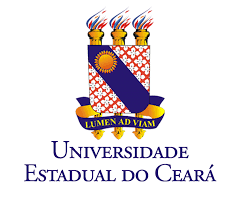 LUMEN AD VIAM
UNIVERSIDADE
ESTADUAL DO CEARÁ